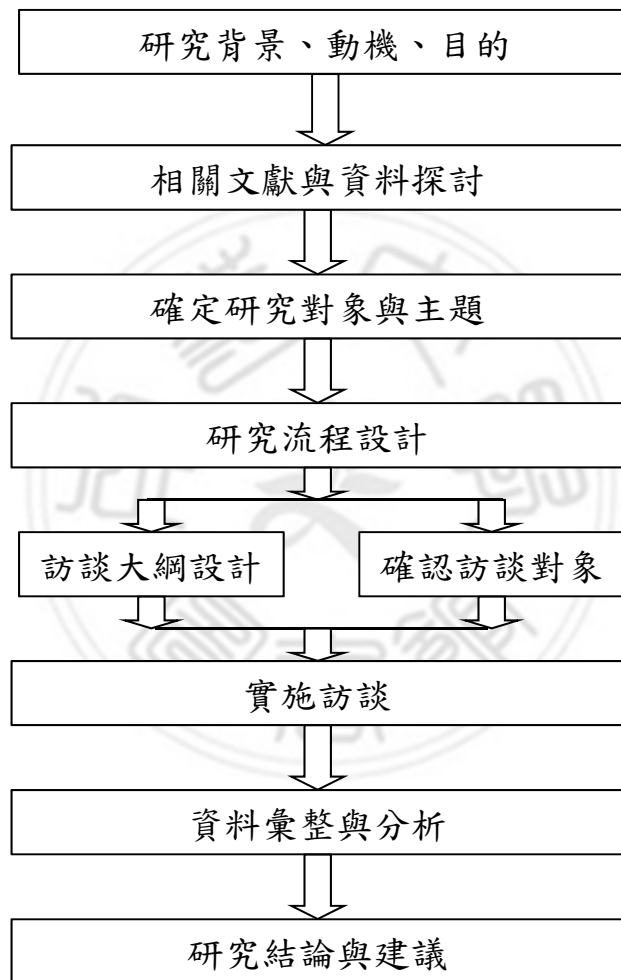 研究背景、動機、目的
相關文獻與資料探討
確定研究對象與主題
研究流程設計
訪談大綱設計
確認訪談對象
實施訪談
資料彙整與分析
研究結論與建議